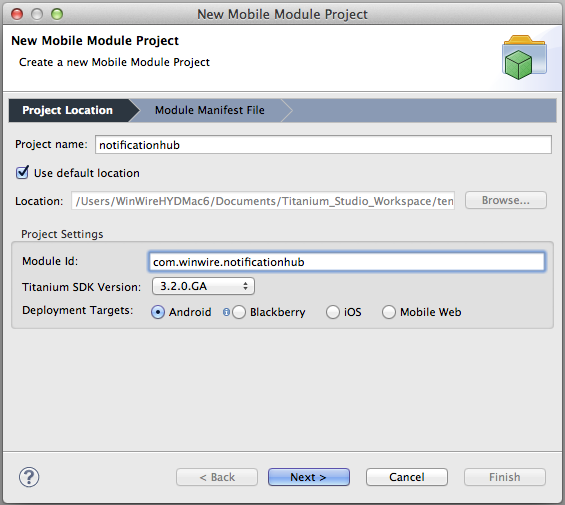 New Mobile Module Project
New Mobile Module Project
Create a new Mobile Module Project
Project Location Module Manifest File
Project name: notificationhub
Use default location
Location: /Users/WinWireHYDMac6/Documents/Titanium_Studio_Workspace/ten Browse...
Project Settings
Module Id: com.winwire.notificationhub
Titanium SDK Version: 3.2.0.GA
Deployment Targets: Android Blackberry iOS Mobile Web
? < Back Next > Cancel Finish